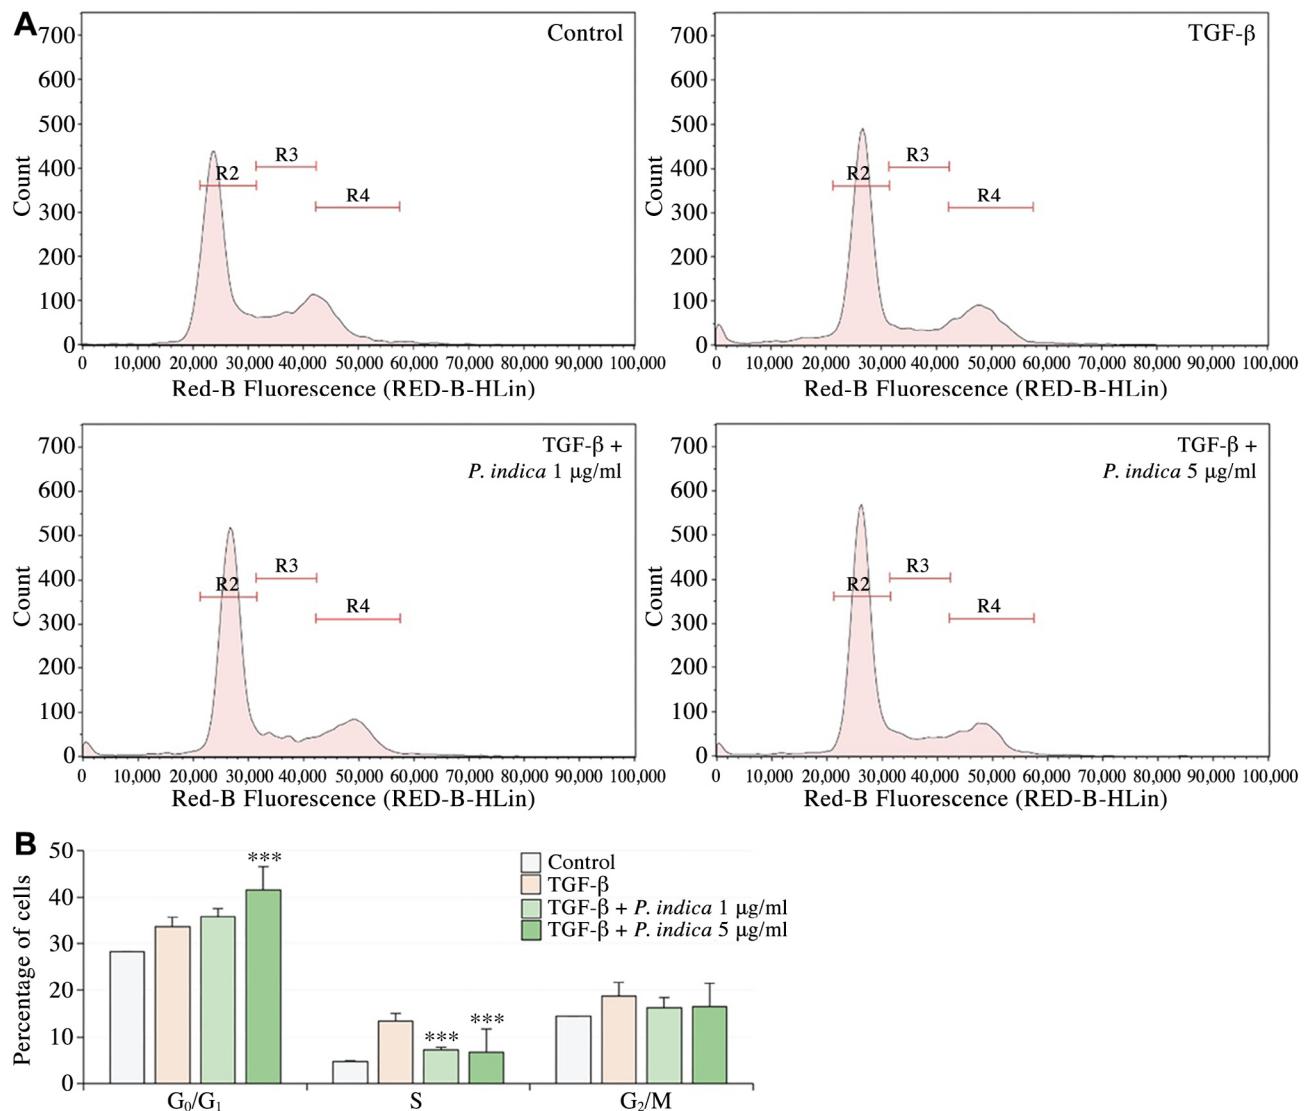 A
700
600
500
400
300
200
100
0
Count
Control
R2
R3
R4
0 10,000 20,000 30,000 40,000 50,000 60,000 70,000 80,000 90,000 100,000
Red-B Fluorescence (RED-B-HLin)
700
600
500
400
300
200
100
0
Count
TGF-β
R2
R3
R4
0 10,000 20,000 30,000 40,000 50,000 60,000 70,000 80,000 90,000 100,000
Red-B Fluorescence (RED-B-HLin)
700
600
500
400
300
200
100
0
Count
TGF-β +
P. indica 1 μg/ml
R2
R3
R4
0 10,000 20,000 30,000 40,000 50,000 60,000 70,000 80,000 90,000 100,000
Red-B Fluorescence (RED-B-HLin)
700
600
500
400
300
200
100
0
Count
TGF-β +
P. indica 5 μg/ml
R2
R3
R4
0 10,000 20,000 30,000 40,000 50,000 60,000 70,000 80,000 90,000 100,000
Red-B Fluorescence (RED-B-HLin)
B
50
40
30
20
10
0
Percentage of cells
***
***
***
Control
TGF-β
TGF-β + P. indica 1 μg/ml
TGF-β + P. indica 5 μg/ml
G₀/G₁ S G₂/M